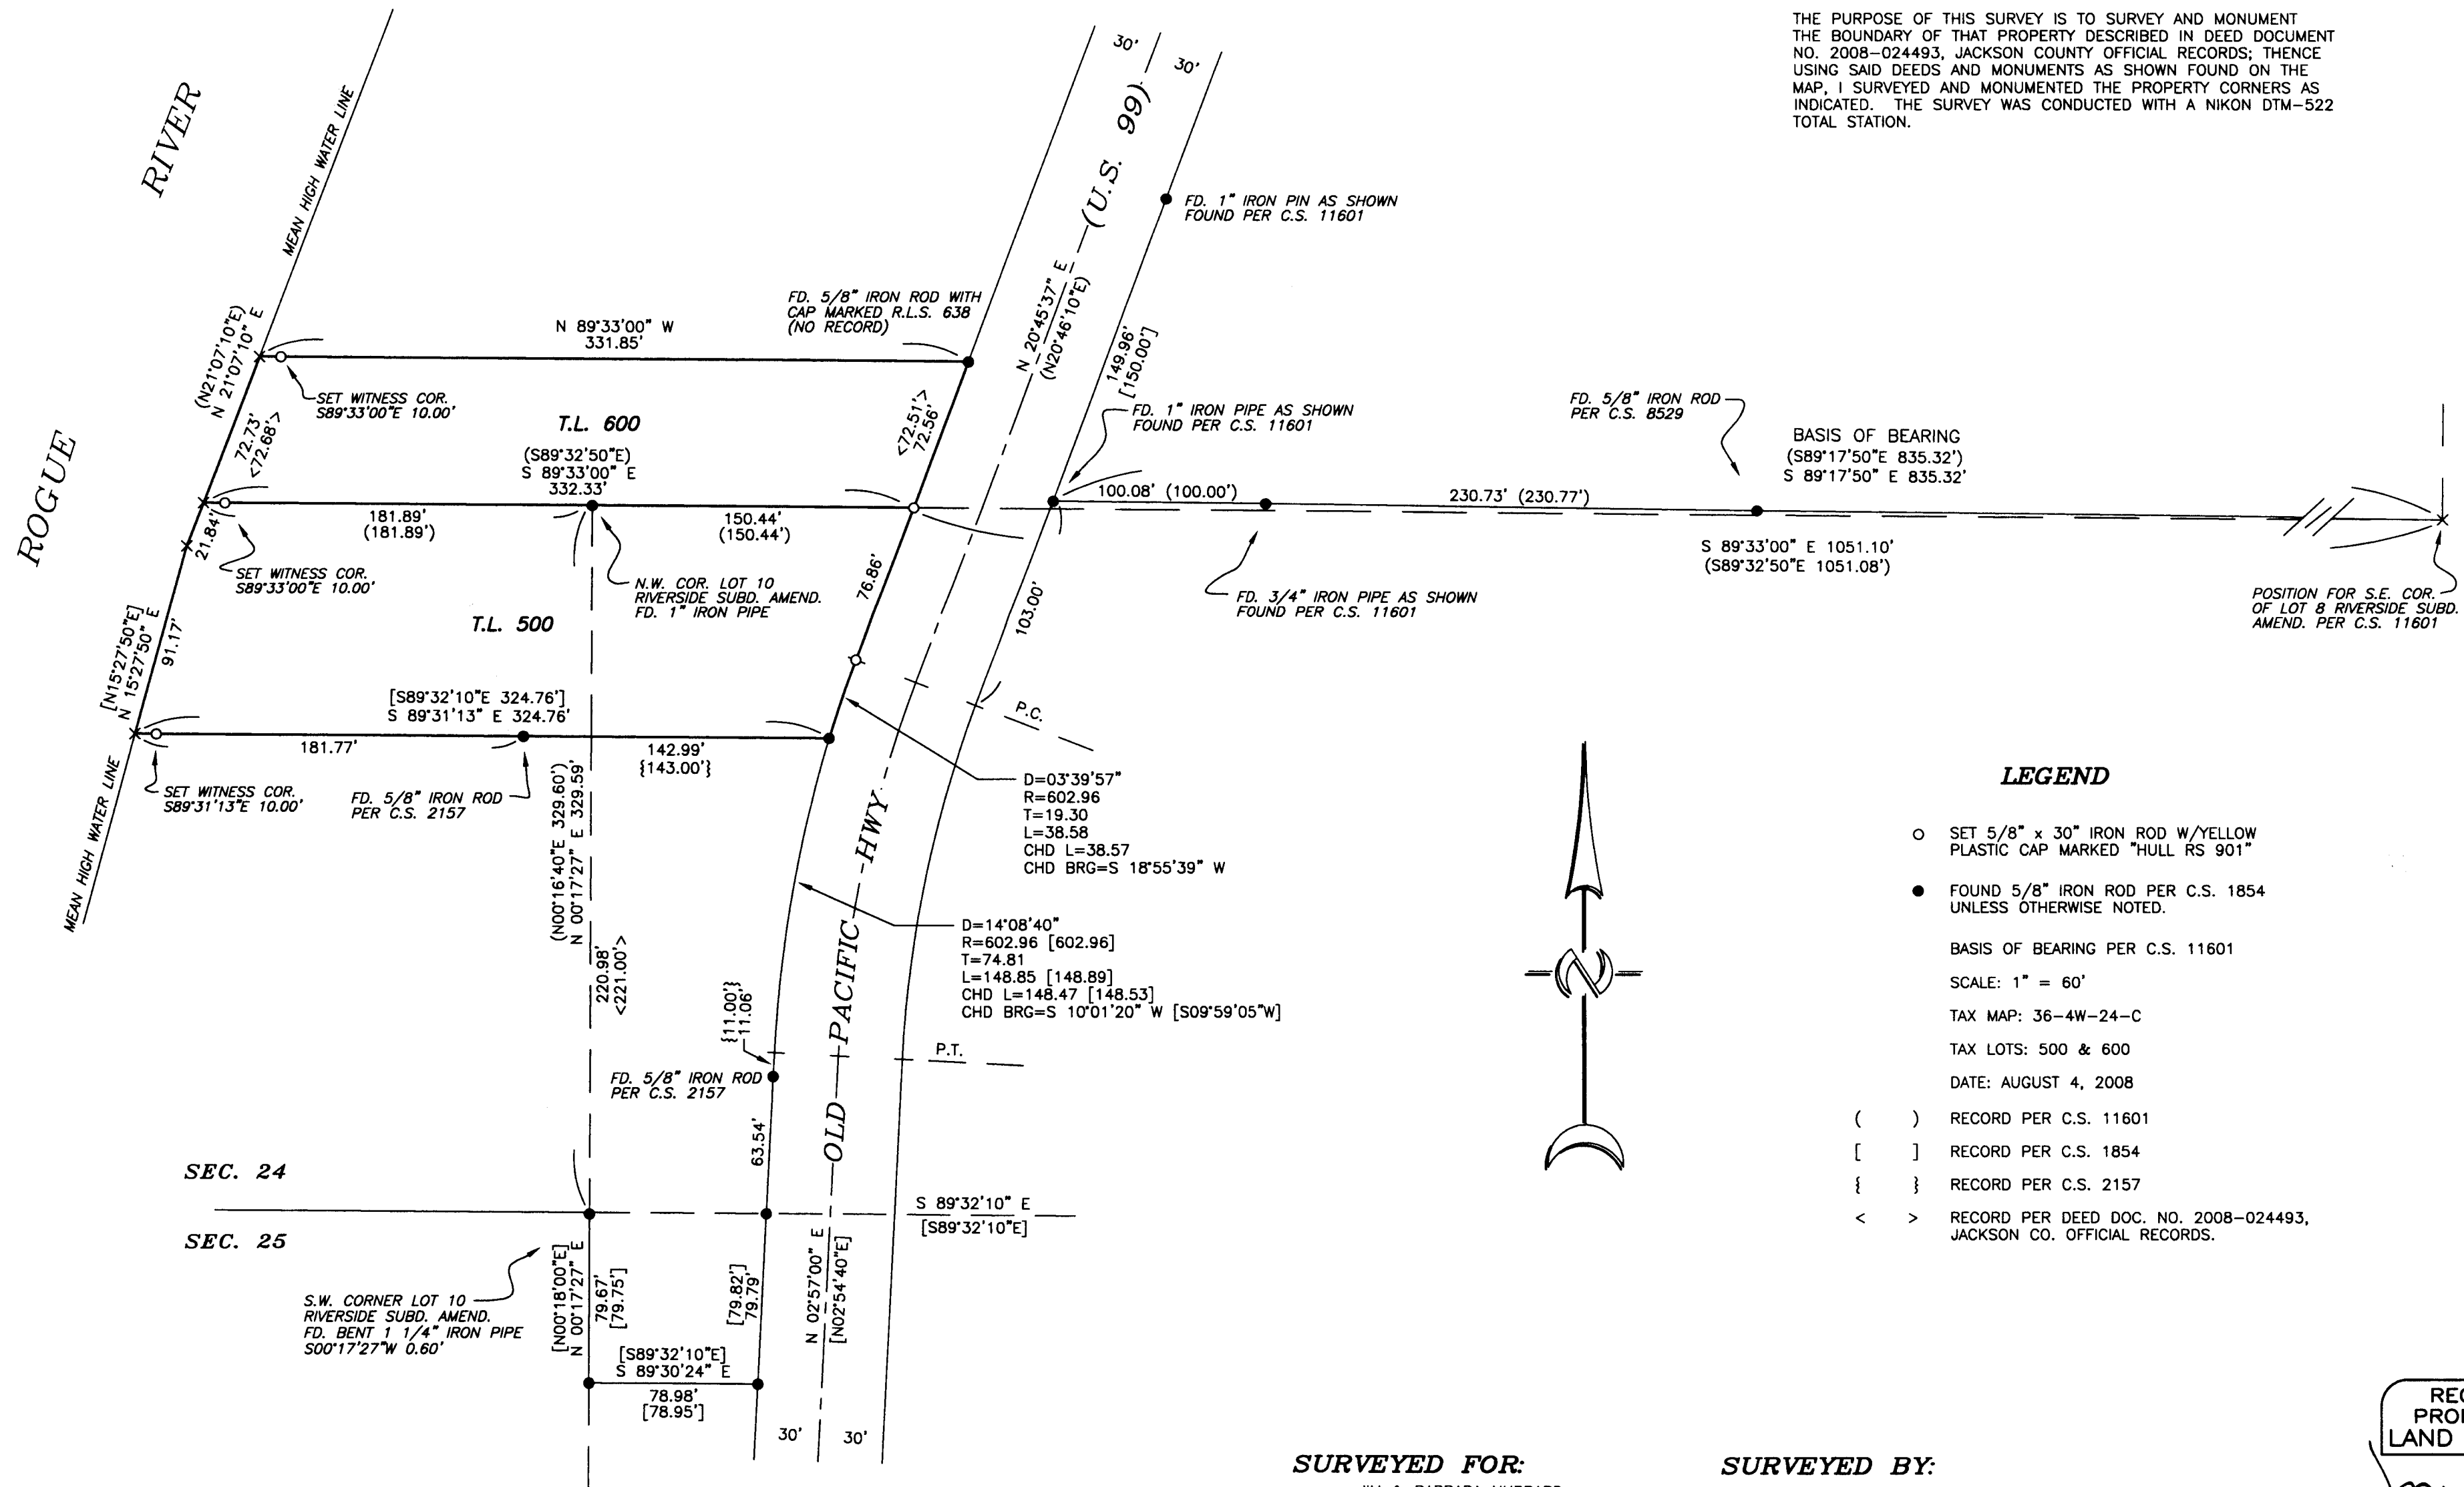 THE PURPOSE OF THIS SURVEY IS TO SURVEY AND MONUMENT
THE BOUNDARY OF THAT PROPERTY DESCRIBED IN DEED DOCUMENT
NO. 2008-024493, JACKSON COUNTY OFFICIAL RECORDS; THENCE
USING SAID DEEDS AND MONUMENTS AS SHOWN FOUND ON THE
MAP, I SURVEYED AND MONUMENTED THE PROPERTY CORNERS AS
INDICATED. THE SURVEY WAS CONDUCTED WITH A NIKON DTM-522
TOTAL STATION.
ROGUE RIVER
MEAN HIGH WATER LINE
30'
30'
(U.S. 99)
FD. 1" IRON PIN AS SHOWN
FOUND PER C.S. 11601
N 20°45'37" E
(N20°46'10"E)
149.96'
[150.00']
FD. 5/8" IRON ROD WITH
CAP MARKED R.L.S. 638
(NO RECORD)
N 89°33'00" W
331.85'
(N21°07'10"E)
N 21°07'10" E
72.73'
<72.68'>
SET WITNESS COR.
S89°33'00"E 10.00'
T.L. 600
(S89°32'50"E)
S 89°33'00" E
332.33'
<72.51'>
72.56'
FD. 1" IRON PIPE AS SHOWN
FOUND PER C.S. 11601
FD. 5/8" IRON ROD
PER C.S. 8529
BASIS OF BEARING
(S89°17'50"E 835.32')
S 89°17'50" E 835.32'
100.08' (100.00')
230.73' (230.77')
181.89'
(181.89')
150.44'
(150.44')
21.84'
SET WITNESS COR.
S89°33'00"E 10.00'
N.W. COR. LOT 10
RIVERSIDE SUBD. AMEND.
FD. 1" IRON PIPE
76.86'
103.00'
FD. 3/4" IRON PIPE AS SHOWN
FOUND PER C.S. 11601
S 89°33'00" E 1051.10'
(S89°32'50"E 1051.08')
POSITION FOR S.E. COR.
OF LOT 8 RIVERSIDE SUBD.
AMEND. PER C.S. 11601
T.L. 500
[N15°27'50"E]
N 15°27'50" E
91.17'
[S89°32'10"E 324.76']
S 89°31'13" E 324.76'
181.77'
142.99'
{143.00'}
P.C.
MEAN HIGH WATER LINE
SET WITNESS COR.
S89°31'13"E 10.00'
FD. 5/8" IRON ROD
PER C.S. 2157
(N00°16'40"E 329.60')
N 00°17'27" E 329.59'
D=03°39'57"
R=602.96
T=19.30
L=38.58
CHD L=38.57
CHD BRG=S 18°55'39" W
D=14°08'40"
R=602.96 [602.96]
T=74.81
L=148.85 [148.89]
CHD L=148.47 [148.53]
CHD BRG=S 10°01'20" W [S09°59'05"W]
220.98'
<221.00'>
OLD PACIFIC HWY.
{11.00'}
11.06'
P.T.
FD. 5/8" IRON ROD
PER C.S. 2157
63.54'
SEC. 24
SEC. 25
S 89°32'10" E
[S89°32'10"E]
S.W. CORNER LOT 10
RIVERSIDE SUBD. AMEND.
FD. BENT 1 1/4" IRON PIPE
S00°17'27"W 0.60'
[N00°18'00"E]
N 00°17'27" E
79.67'
[79.75']
[79.82']
79.79'
N 02°57'00" E
[N02°54'40"E]
[S89°32'10"E]
S 89°30'24" E
78.98'
[78.95']
30'
30'
N
LEGEND
SET 5/8" x 30" IRON ROD W/YELLOW
PLASTIC CAP MARKED "HULL RS 901"
FOUND 5/8" IRON ROD PER C.S. 1854
UNLESS OTHERWISE NOTED.
BASIS OF BEARING PER C.S. 11601
SCALE: 1" = 60'
TAX MAP: 36-4W-24-C
TAX LOTS: 500 & 600
DATE: AUGUST 4, 2008
( ) RECORD PER C.S. 11601
[ ] RECORD PER C.S. 1854
{ } RECORD PER C.S. 2157
< > RECORD PER DEED DOC. NO. 2008-024493,
JACKSON CO. OFFICIAL RECORDS.
SURVEYED FOR:
SURVEYED BY:
LAND